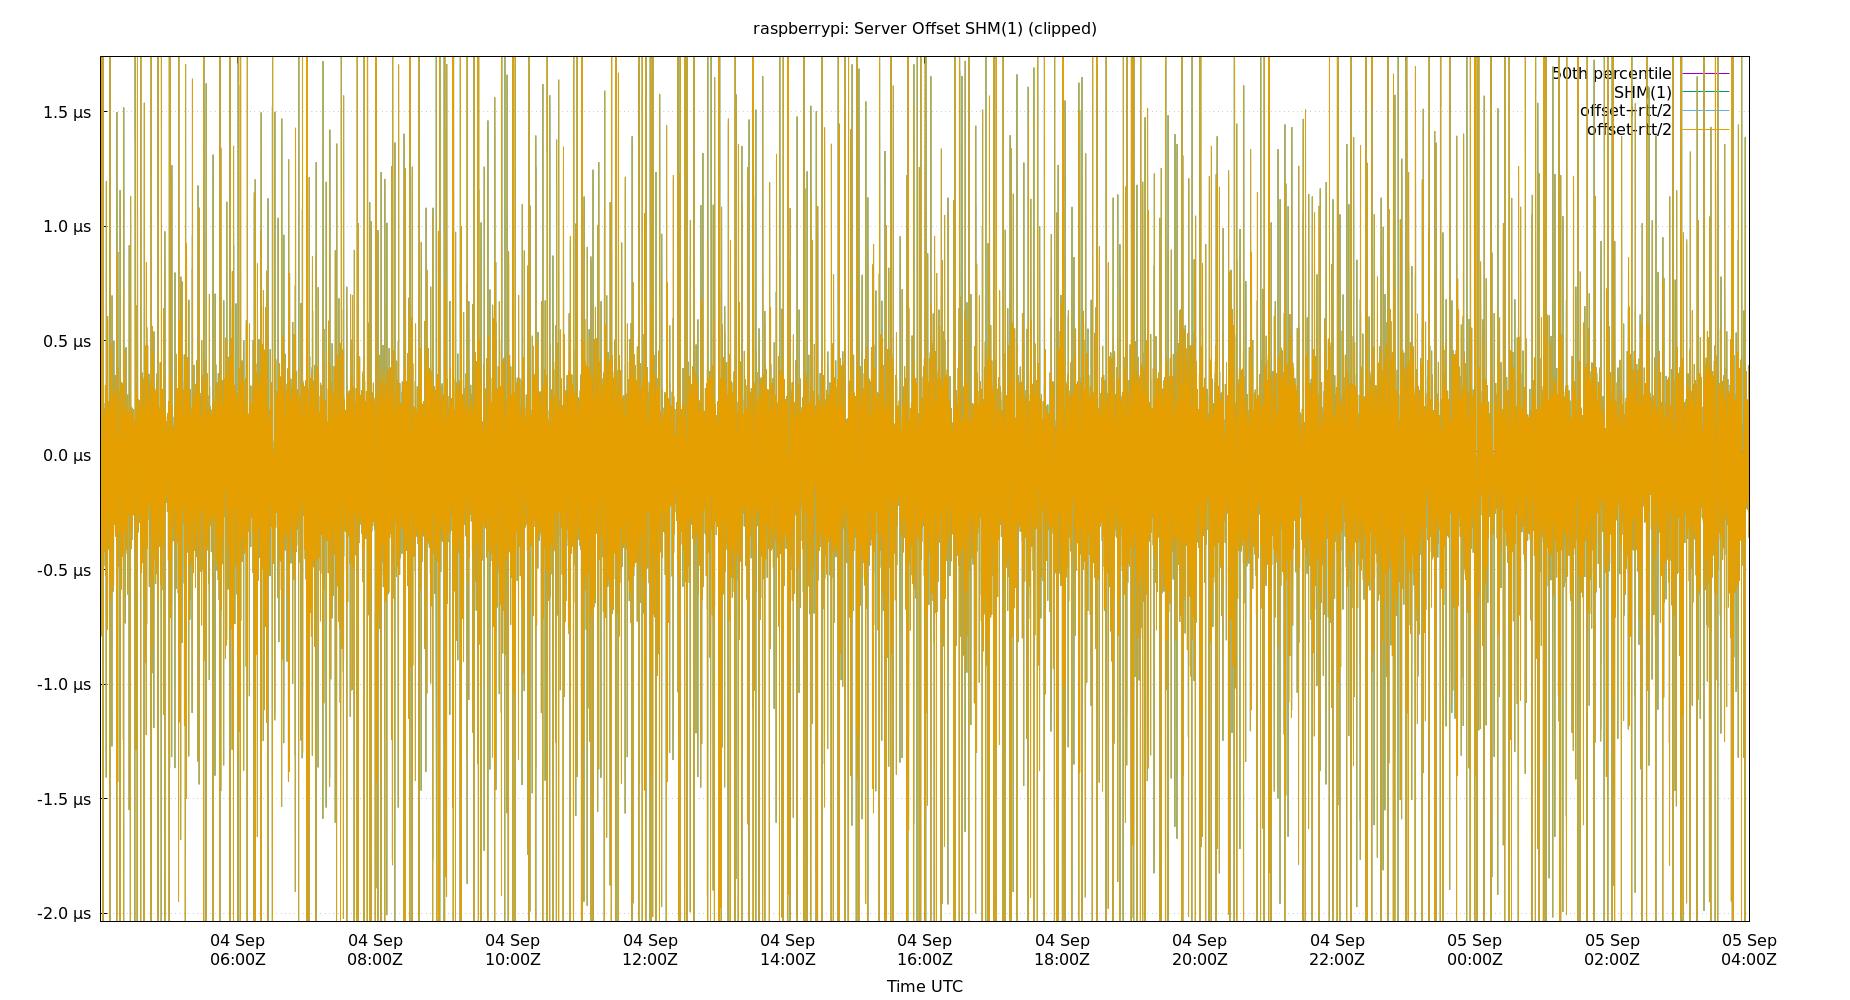 raspberrypi: Server Offset SHM(1) (clipped)
50th percentile
SHM(1)
offset+rtt/2
offset-rtt/2
1.5 µs
1.0 µs
0.5 µs
0.0 µs
-0.5 µs
-1.0 µs
-1.5 µs
-2.0 µs
04 Sep 04 Sep 04 Sep 04 Sep 04 Sep 04 Sep 04 Sep 04 Sep 04 Sep 05 Sep 05 Sep 05 Sep
06:00Z 08:00Z 10:00Z 12:00Z 14:00Z 16:00Z 18:00Z 20:00Z 22:00Z 00:00Z 02:00Z 04:00Z
Time UTC